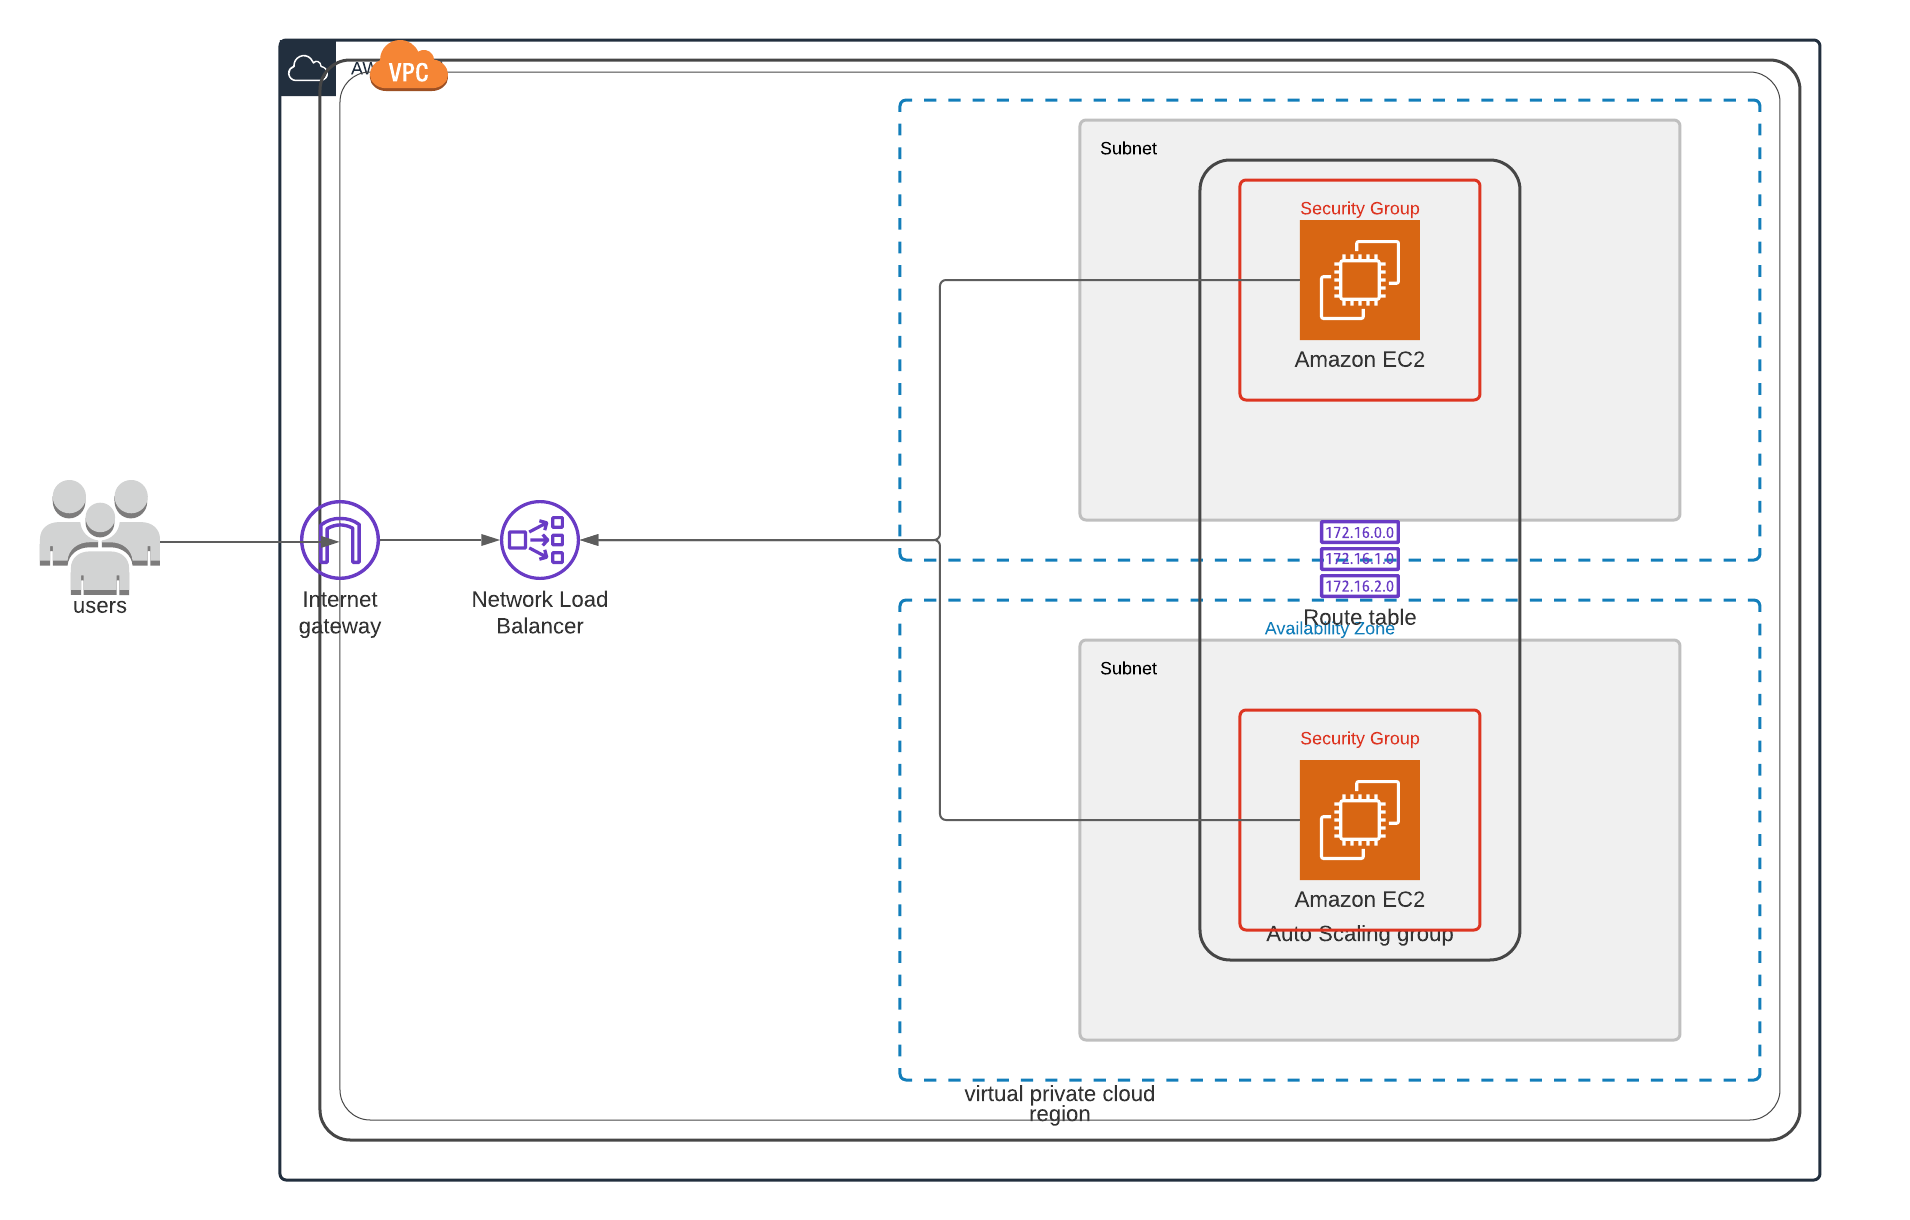 VPC
Subnet
Security Group
Amazon EC2
172.16.0.0
172.16.1.0
172.16.2.0
Route table
Availability Zone
users
Internet
gateway
Network Load
Balancer
Subnet
Security Group
Amazon EC2
Auto Scaling group
virtual private cloud
region